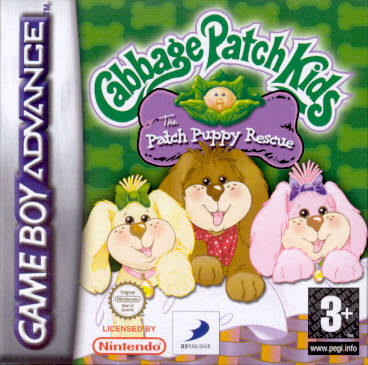 GAME BOY ADVANCE™
Cabbage Patch Kids
The
Patch Puppy Rescue
Original
Nintendo
Seal of
Quality
LICENSED BY
Nintendo
D3PUBLISHER
3+
www.pegi.info